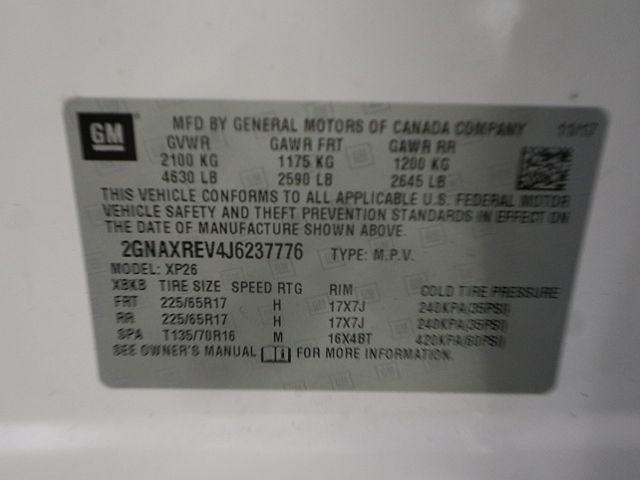 GM
MFD BY GENERAL MOTORS OF CANADA COMPANY 11/17
GVWR GAWR FRT GAWR RR
2100 KG 1175 KG 1200 KG
4630 LB 2590 LB 2645 LB
THIS VEHICLE CONFORMS TO ALL APPLICABLE U.S. FEDERAL MOTOR
VEHICLE SAFETY AND THEFT PREVENTION STANDARDS IN EFFECT ON
THE DATE OF MANUFACTURE SHOWN ABOVE.
2GNAXREV4J6237776 TYPE: M.P.V.
MODEL: XP26
XBKB TIRE SIZE SPEED RTG RIM COLD TIRE PRESSURE
FRT 225/65R17 H 17X7J 240KPA(35PSI)
RR 225/65R17 H 17X7J 240KPA(35PSI)
SPA T135/70R16 M 16X4BT 420KPA(60PSI)
SEE OWNER'S MANUAL FOR MORE INFORMATION.